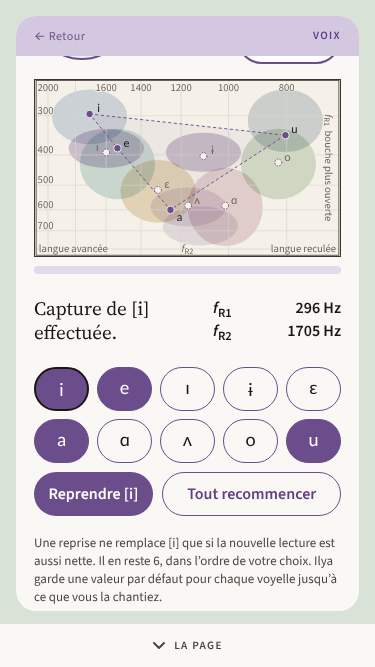 ← Retour
VOIX
2000 1600 1400 1200 1000 800
300
400
500
600
700
i
ɪ
e
ɛ
a
ʌ
ɑ
ɨ
o
u
fR1 bouche plus ouverte
langue avancée
fR2
langue reculée
Capture de [i]
effectuée.
fR1 296 Hz
fR2 1705 Hz
i e ɪ ɨ ɛ
a ɑ ʌ o u
Reprendre [i]
Tout recommencer
Une reprise ne remplace [i] que si la nouvelle lecture est
aussi nette. Il en reste 6, dans l’ordre de votre choix. Ilya
garde une valeur par défaut pour chaque voyelle jusqu’à
ce que vous la chantiez.
LA PAGE